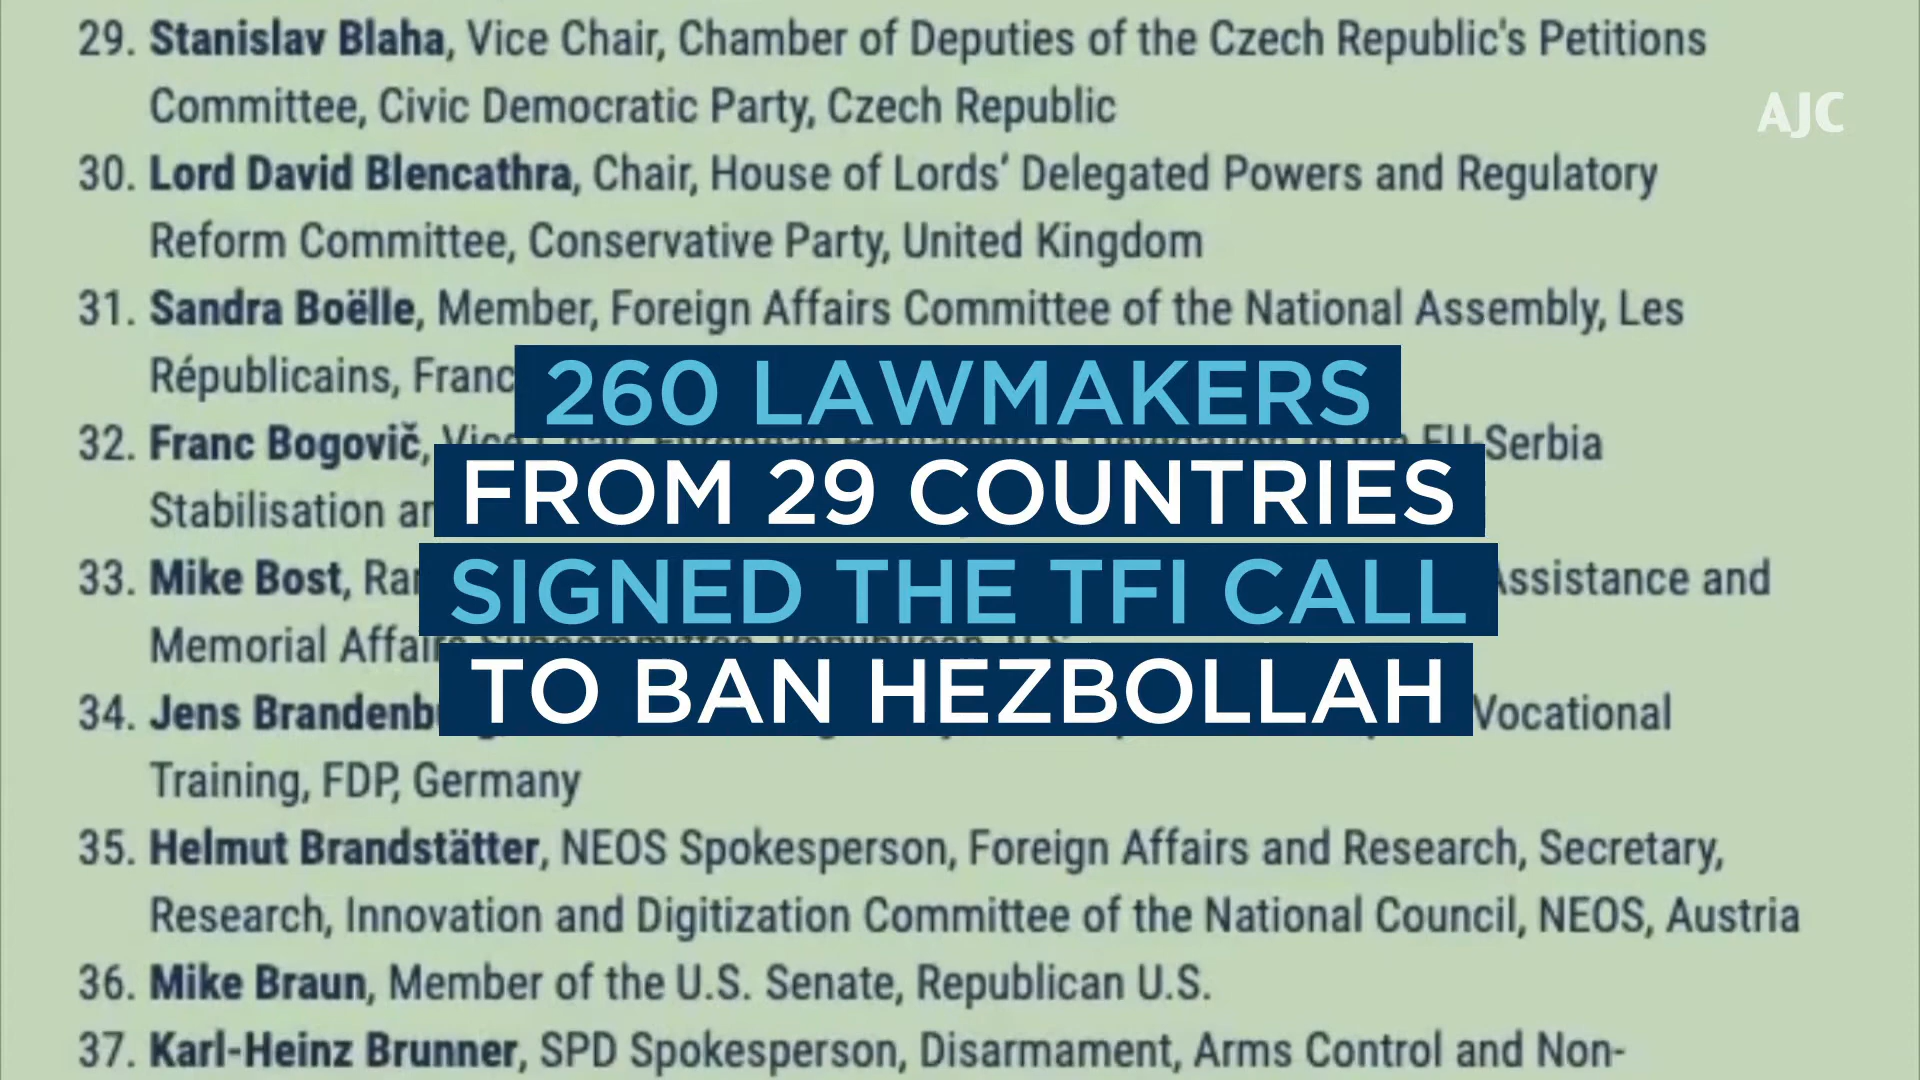 29. Stanislav Blaha, Vice Chair, Chamber of Deputies of the Czech Republic's Petitions
Committee, Civic Democratic Party, Czech Republic
AJC
30. Lord David Blencathra, Chair, House of Lords’ Delegated Powers and Regulatory
Reform Committee, Conservative Party, United Kingdom
31. Sandra Boëlle, Member, Foreign Affairs Committee of the National Assembly, Les
Républicains,
260 LAWMAKERS
32. Franc Bogovič, Serbia
FROM 29 COUNTRIES
Stabilisation
33. Mike Bost, Assistance and
SIGNED THE TFI CALL
Memorial
TO BAN HEZBOLLAH
34. Jens Vocational
Training, FDP, Germany
35. Helmut Brandstätter, NEOS Spokesperson, Foreign Affairs and Research, Secretary,
Research, Innovation and Digitization Committee of the National Council, NEOS, Austria
36. Mike Braun, Member of the U.S. Senate, Republican U.S.
37. Karl-Heinz Brunner, SPD Spokesperson, Disarmament, Arms Control and Non-